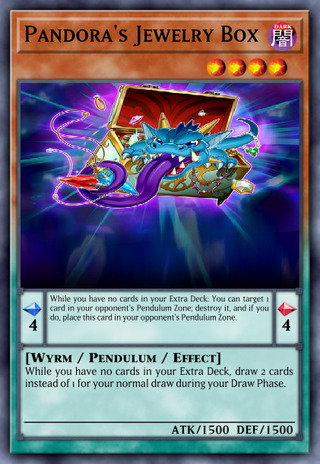 Pandora's Jewelry Box
DARK
闇
While you have no cards in your Extra Deck: You can target 1
card in your opponent's Pendulum Zone; destroy it, and if you
do, place this card in your opponent's Pendulum Zone.
4
4
[Wyrm / Pendulum / Effect]
While you have no cards in your Extra Deck, draw 2 cards
instead of 1 for your normal draw during your Draw Phase.
ATK/1500 DEF/1500